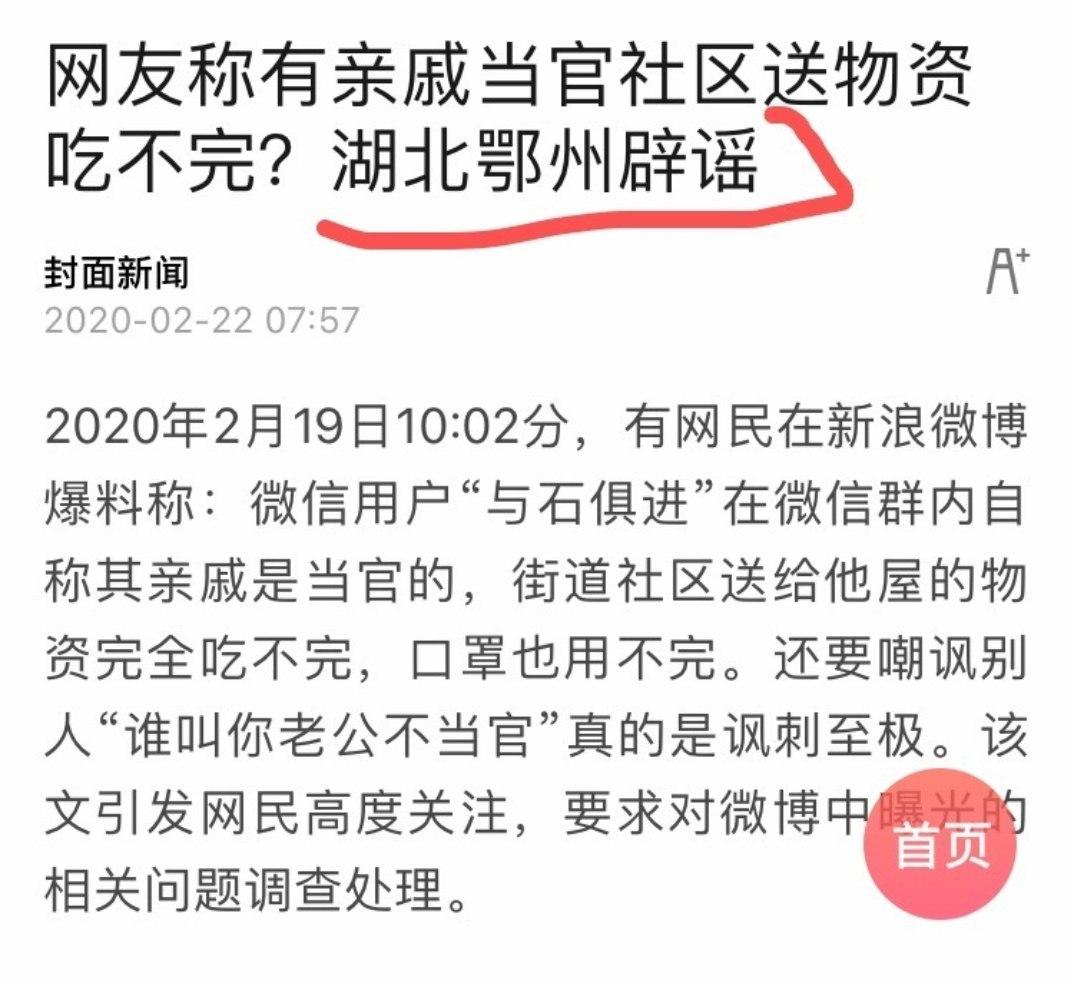 网友称有亲戚当官社区送物资
吃不完？湖北鄂州辟谣
封面新闻
A+
2020-02-22 07:57
2020年2月19日10:02分，有网民在新浪微博
爆料称：微信用户“与石俱进”在微信群内自
称其亲戚是当官的，街道社区送给他屋的物
资完全吃不完，口罩也用不完。还要嘲讽别
人“谁叫你老公不当官”真的是讽刺至极。该
文引发网民高度关注，要求对微博中曝光的
首页
相关问题调查处理。